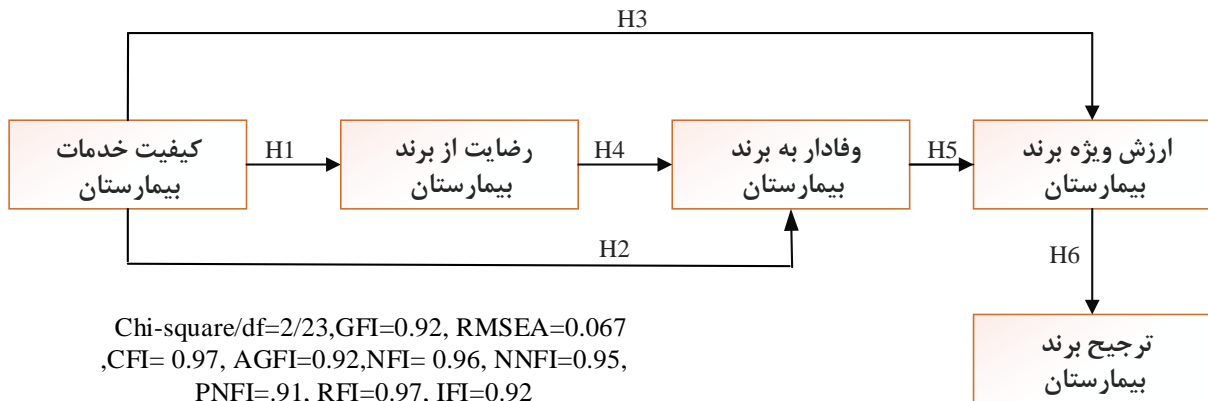 H3
کیفیت خدمات
بیمارستان
H1
رضایت از برند
بیمارستان
H4
وفادار به برند
بیمارستان
H5
ارزش ویژه برند
بیمارستان
H2
H6
Chi-square/df=2/23,GFI=0.92, RMSEA=0.067
,CFI= 0.97, AGFI=0.92,NFI= 0.96, NNFI=0.95,
PNFI=.91, RFI=0.97, IFI=0.92
ترجیح برند
بیمارستان